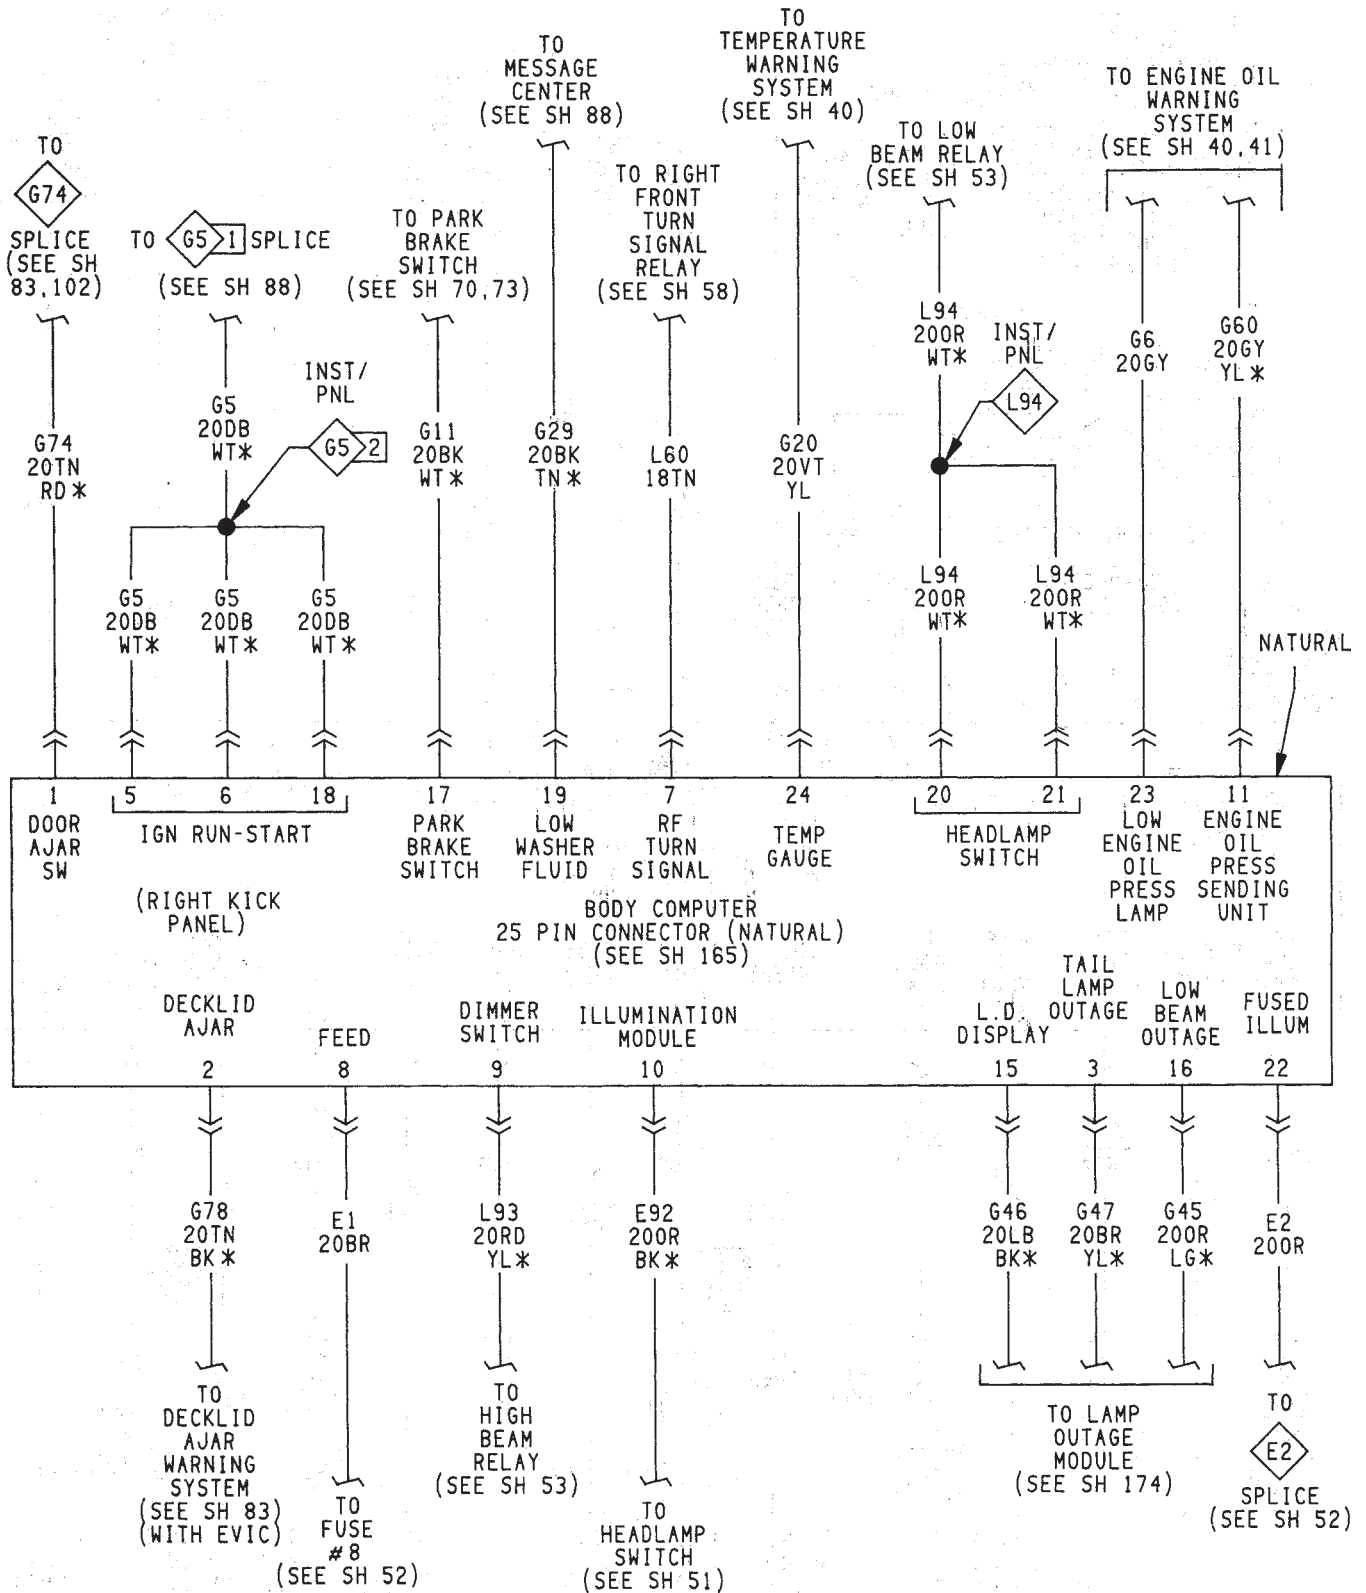 TO
G74
SPLICE
(SEE SH
83,102)
TO G5 1 SPLICE
(SEE SH 88)
TO PARK
BRAKE
SWITCH
(SEE SH 70,73)
TO
MESSAGE
CENTER
(SEE SH 88)
TO RIGHT
FRONT
TURN
SIGNAL
RELAY
(SEE SH 58)
TO
TEMPERATURE
WARNING
SYSTEM
(SEE SH 40)
TO LOW
BEAM RELAY
(SEE SH 53)
TO ENGINE OIL
WARNING
SYSTEM
(SEE SH 40,41)
G74
20TN
RD*
G5
20DB
WT*
INST/
PNL
G5 2
G11
20BK
WT*
G29
20BK
TN*
L60
18TN
G20
20VT
YL
L94
20OR
WT*
INST/
PNL
L94
G6
20GY
G60
20GY
YL*
G5
20DB
WT*
G5
20DB
WT*
G5
20DB
WT*
L94
20OR
WT*
L94
20OR
WT*
NATURAL
1
DOOR
AJAR
SW
5 6 18
IGN RUN-START
17
PARK
BRAKE
SWITCH
19
LOW
WASHER
FLUID
7
RF
TURN
SIGNAL
24
TEMP
GAUGE
20 21
HEADLAMP
SWITCH
23
LOW
ENGINE
OIL
PRESS
LAMP
11
ENGINE
OIL
PRESS
SENDING
UNIT
(RIGHT KICK
PANEL)
BODY COMPUTER
25 PIN CONNECTOR (NATURAL)
(SEE SH 165)
DECKLID
AJAR
2
FEED
8
DIMMER
SWITCH
9
ILLUMINATION
MODULE
10
L.D.
DISPLAY
15
TAIL
LAMP
OUTAGE
3
LOW
BEAM
OUTAGE
16
FUSED
ILLUM
22
G78
20TN
BK*
E1
20BR
L93
20RD
YL*
E92
20OR
BK*
G46
20LB
BK*
G47
20BR
YL*
G45
20OR
LG*
E2
20OR
TO
DECKLID
AJAR
WARNING
SYSTEM
(SEE SH 83)
(WITH EVIC)
TO
FUSE
#8
(SEE SH 52)
TO
HIGH
BEAM
RELAY
(SEE SH 53)
TO
HEADLAMP
SWITCH
(SEE SH 51)
TO LAMP
OUTAGE
MODULE
(SEE SH 174)
TO
E2
SPLICE
(SEE SH 52)